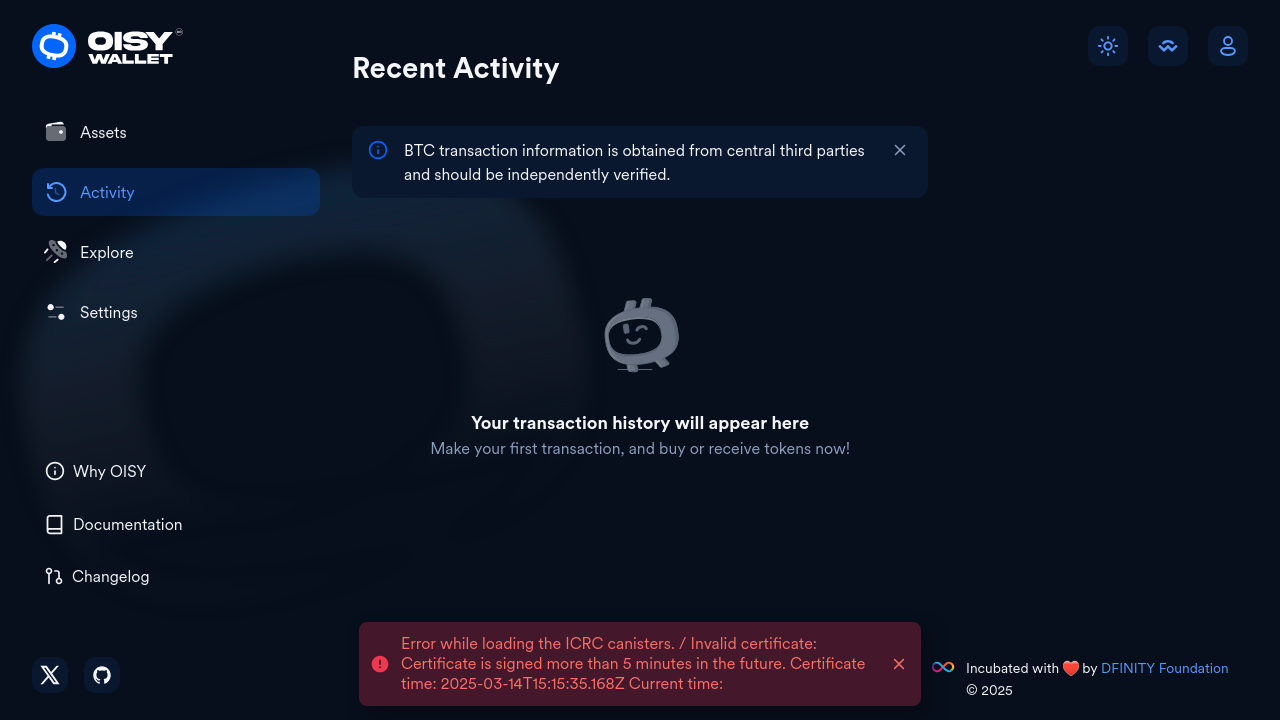 OISY
WALLET
Recent Activity
Assets
Activity
Explore
Settings
BTC transaction information is obtained from central third parties
and should be independently verified.
Your transaction history will appear here
Make your first transaction, and buy or receive tokens now!
Why OISY
Documentation
Changelog
Error while loading the ICRC canisters. / Invalid certificate:
Certificate is signed more than 5 minutes in the future. Certificate
time: 2025-03-14T15:15:35.168Z Current time:
Incubated with ❤️ by DFINITY Foundation
© 2025